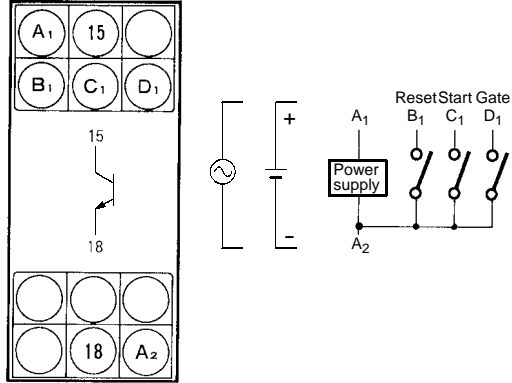 A1 15
B1 C1 D1
15
18
18 A2
+
−
Reset Start Gate
A1 B1 C1 D1
Power
supply
A2